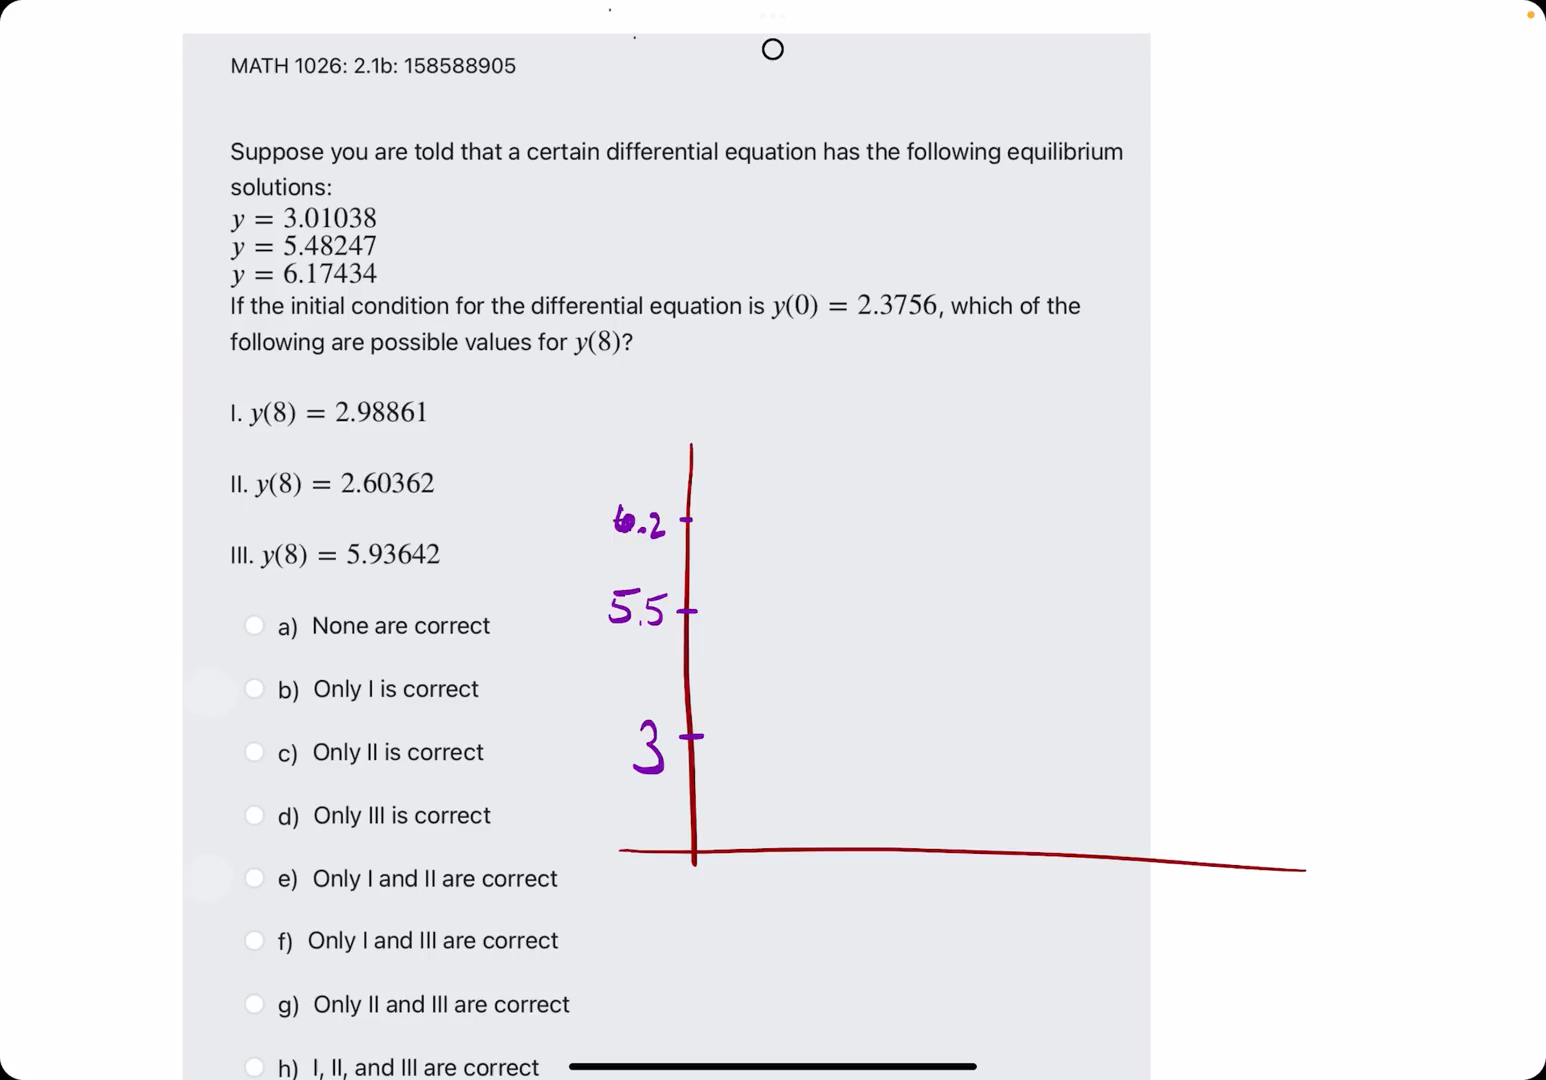 MATH 1026: 2.1b: 158588905
Suppose you are told that a certain differential equation has the following equilibrium
solutions:
y = 3.01038
y = 5.48247
y = 6.17434
If the initial condition for the differential equation is y(0) = 2.3756, which of the
following are possible values for y(8)?
I. y(8) = 2.98861
II. y(8) = 2.60362
6.2
III. y(8) = 5.93642
5.5
a) None are correct
b) Only I is correct
3
c) Only II is correct
d) Only III is correct
e) Only I and II are correct
f) Only I and III are correct
g) Only II and III are correct
h) I, II, and III are correct